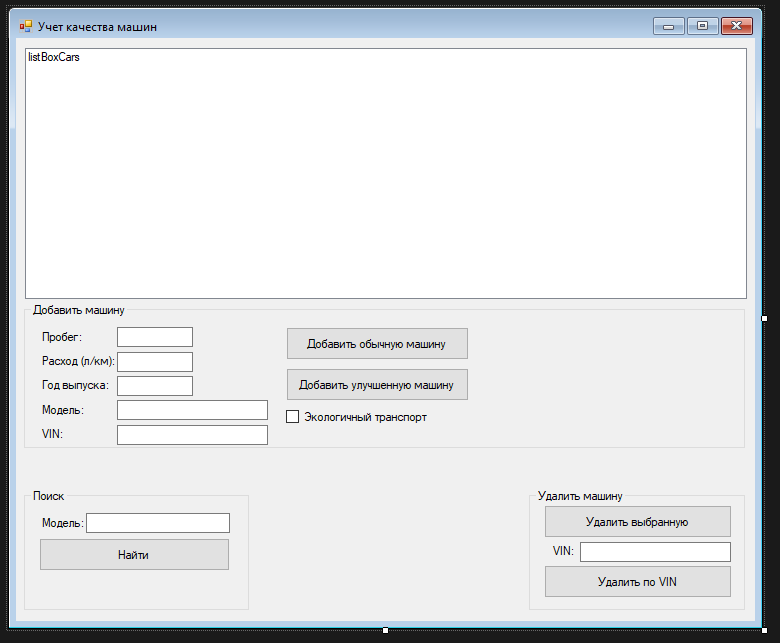 Учет качества машин
listBoxCars
Добавить машину
Пробег:
Расход (л/км):
Год выпуска:
Модель:
VIN:
Добавить обычную машину
Добавить улучшенную машину
Экологичный транспорт
Поиск
Модель:
Найти
Удалить машину
Удалить выбранную
VIN:
Удалить по VIN